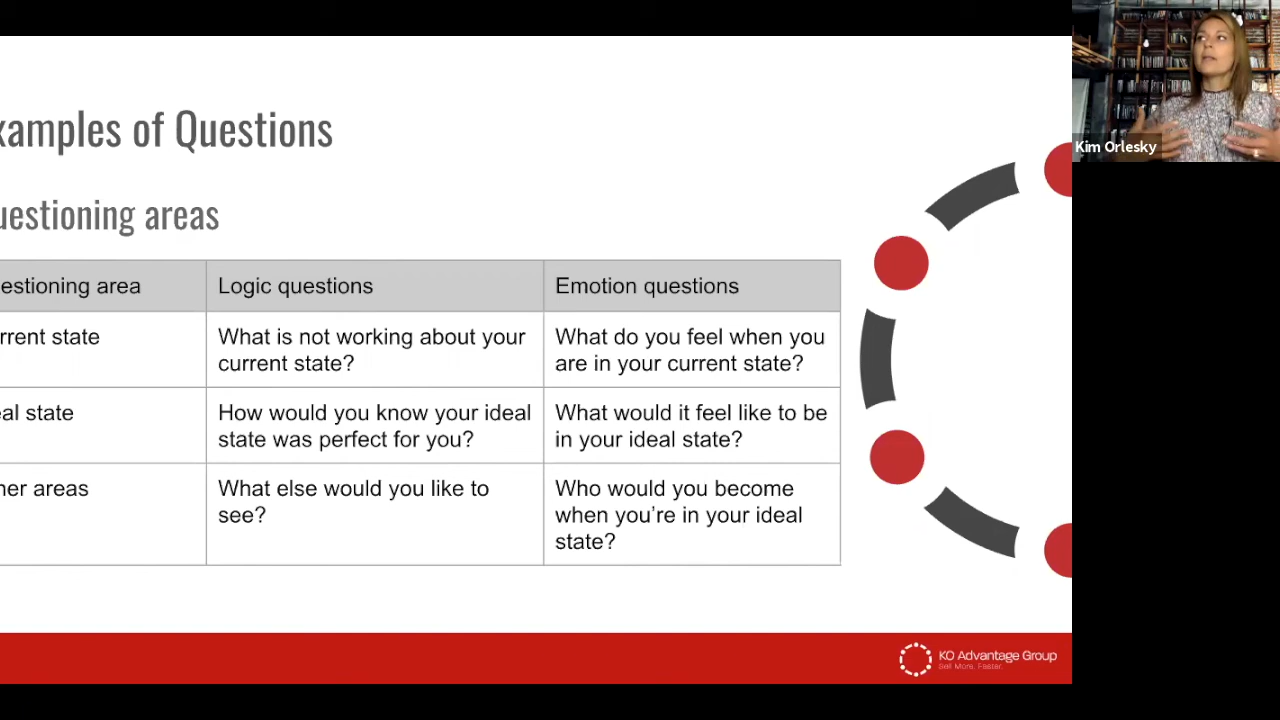 xamples of Questions
uestioning areas
estioning area
Logic questions
Emotion questions
rrent state
What is not working about your
current state?
What do you feel when you
are in your current state?
eal state
How would you know your ideal
state was perfect for you?
What would it feel like to be
in your ideal state?
her areas
What else would you like to
see?
Who would you become
when you're in your ideal
state?
KO Advantage Group
Sell More, Faster.
Kim Orlesky